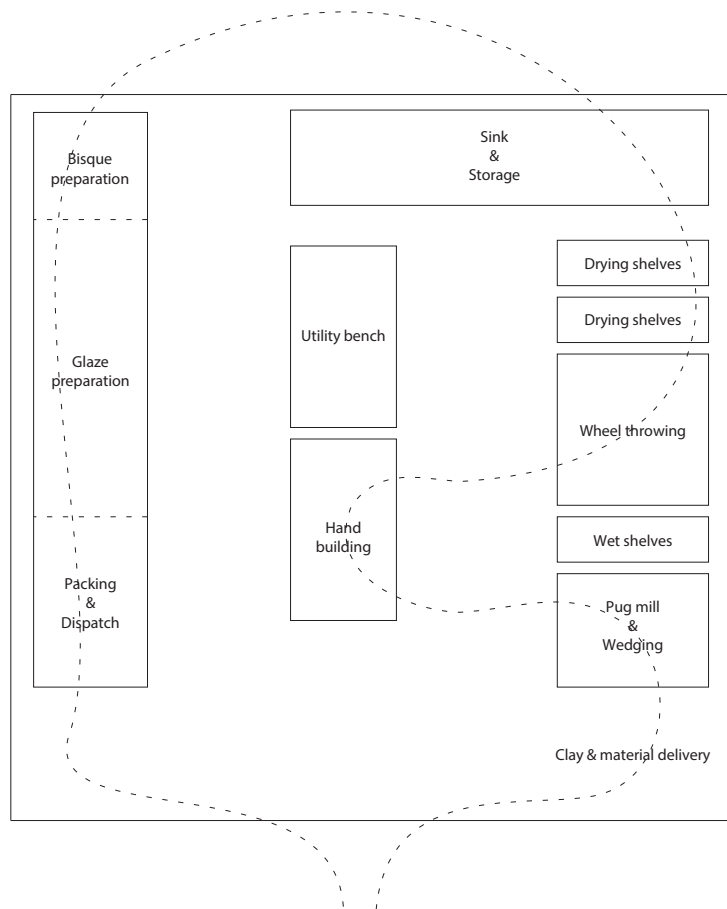 Bisque
preparation
Sink
&
Storage
Drying shelves
Drying shelves
Utility bench
Glaze
preparation
Wheel throwing
Hand
building
Wet shelves
Packing
&
Dispatch
Pug mill
&
Wedging
Clay & material delivery